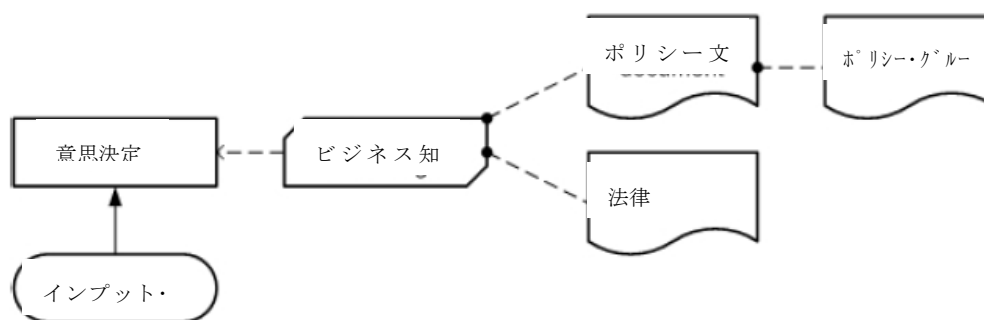 ポリシー文
ポリシー・グルー
意思決定
ビジネス知
法律
インプット・